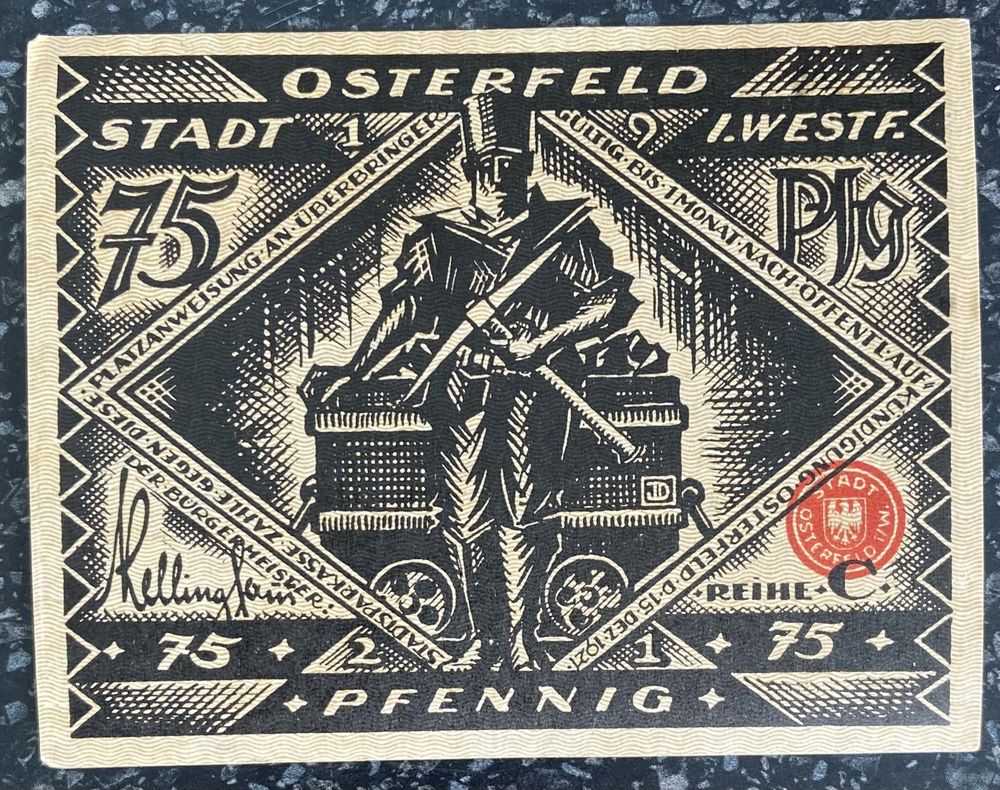 OSTERFELD
STADT 1 9 I.WESTF.
75 Pfg
STADTSPARKASSE·ZAHLE·GEGEN·DIESE·PLATZANWEISUNG·AN·ÜBERBRINGER
GÜLTIG·BIS·1·MONAT·NACH·ÖFFENTL·AUF⸗KÜNDIGUNG·OSTERFELD·D·15·DEZ·1921
DER BÜRGERMEISTER:
STADT
OSTERFELD I/W.
·REIHE·C·
75 2 1 75
PFENNIG